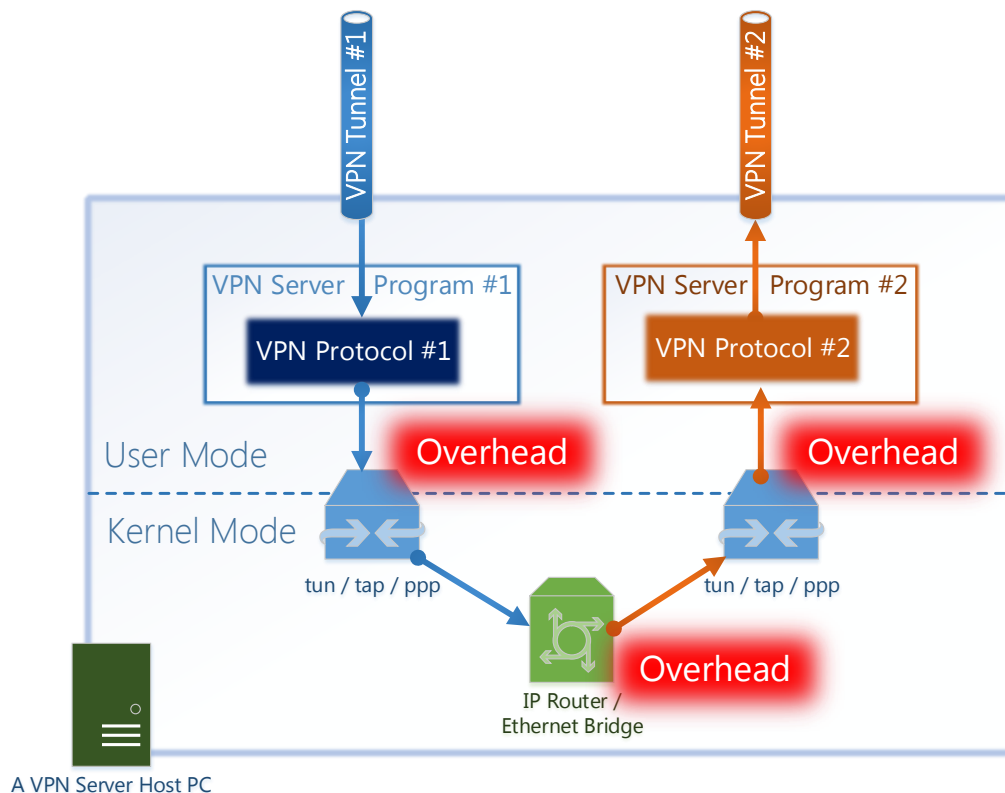 VPN Tunnel #1
VPN Tunnel #2
VPN Server Program #1
VPN Server Program #2
VPN Protocol #1
VPN Protocol #2
Overhead
Overhead
User Mode
Kernel Mode
tun / tap / ppp
tun / tap / ppp
Overhead
IP Router /
Ethernet Bridge
A VPN Server Host PC